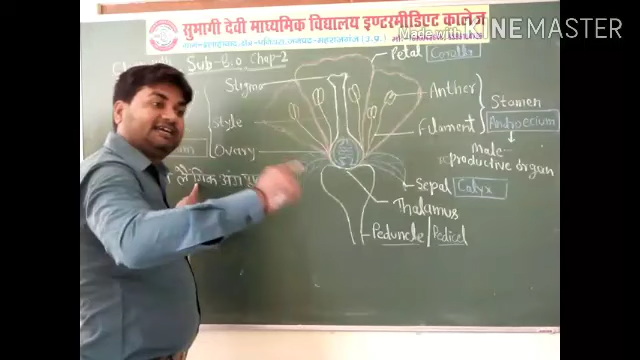 सुभागी देवी माध्यमिक विद्यालय इण्टरमीडिएट कालेज
Made with KINEMASTER
Sub-Bio Chap-2
Petal Corolla
Stigma
Anther
Stamen
Style
Androecium
Filament
Male
reproductive organ
Ovary
Sepal Calyx
Thalamus
Peduncle/Pedicel